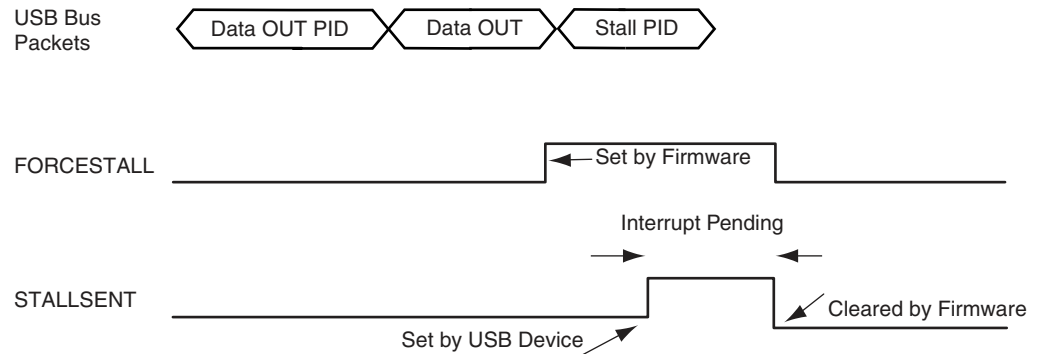 USB Bus
Packets
Data OUT PID
Data OUT
Stall PID
FORCESTALL
Set by Firmware
Interrupt Pending
STALLSENT
Cleared by Firmware
Set by USB Device